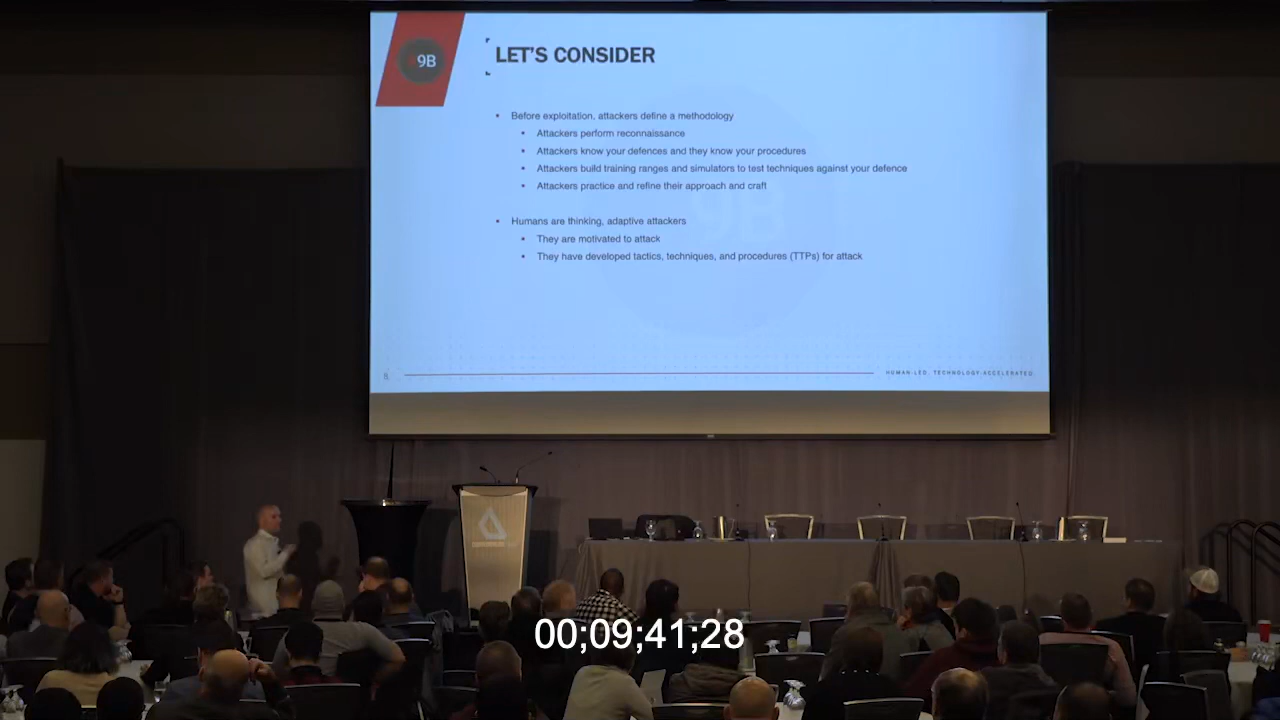 9B
LET'S CONSIDER
• Before exploitation, attackers define a methodology
• Attackers perform reconnaissance
• Attackers know your defences and they know your procedures
• Attackers build training ranges and simulators to test techniques against your defence
• Attackers practice and refine their approach and craft
• Humans are thinking, adaptive attackers
• They are motivated to attack
• They have developed tactics, techniques, and procedures (TTPs) for attack
9B
HUMAN-LED. TECHNOLOGY-ACCELERATED.
00;09;41;28